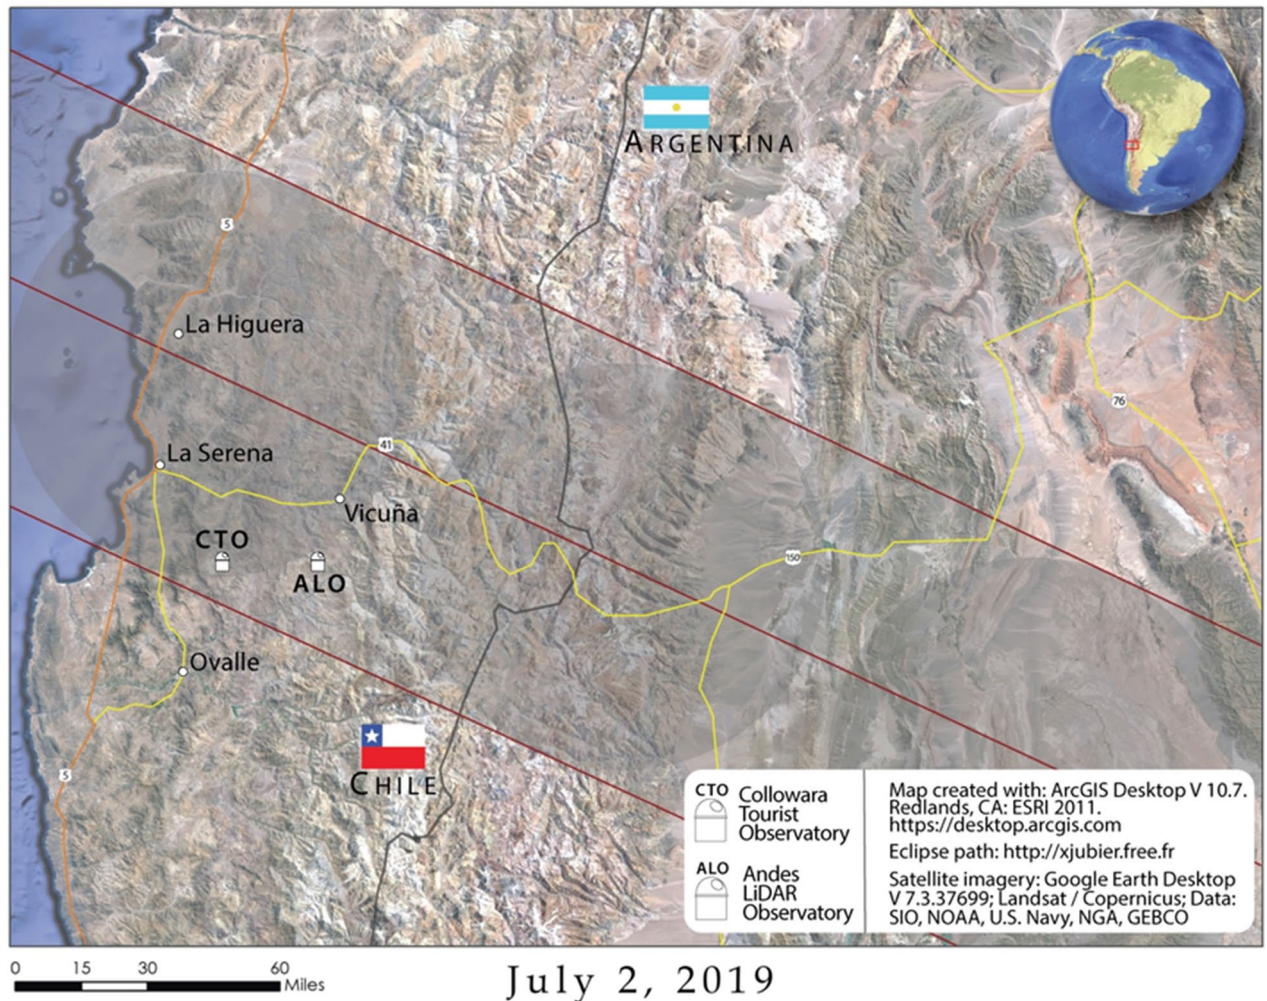 ARGENTINA
5
La Higuera
76
La Serena
41
Vicuña
CTO
150
ALO
Ovalle
CHILE
5
CTO Collowara
Tourist
Observatory
ALO Andes
LiDAR
Observatory
Map created with: ArcGIS Desktop V 10.7.
Redlands, CA: ESRI 2011.
https://desktop.arcgis.com
Eclipse path: http://xjubier.free.fr
Satellite imagery: Google Earth Desktop
V 7.3.37699; Landsat / Copernicus; Data:
SIO, NOAA, U.S. Navy, NGA, GEBCO
0 15 30 60
Miles
July 2, 2019